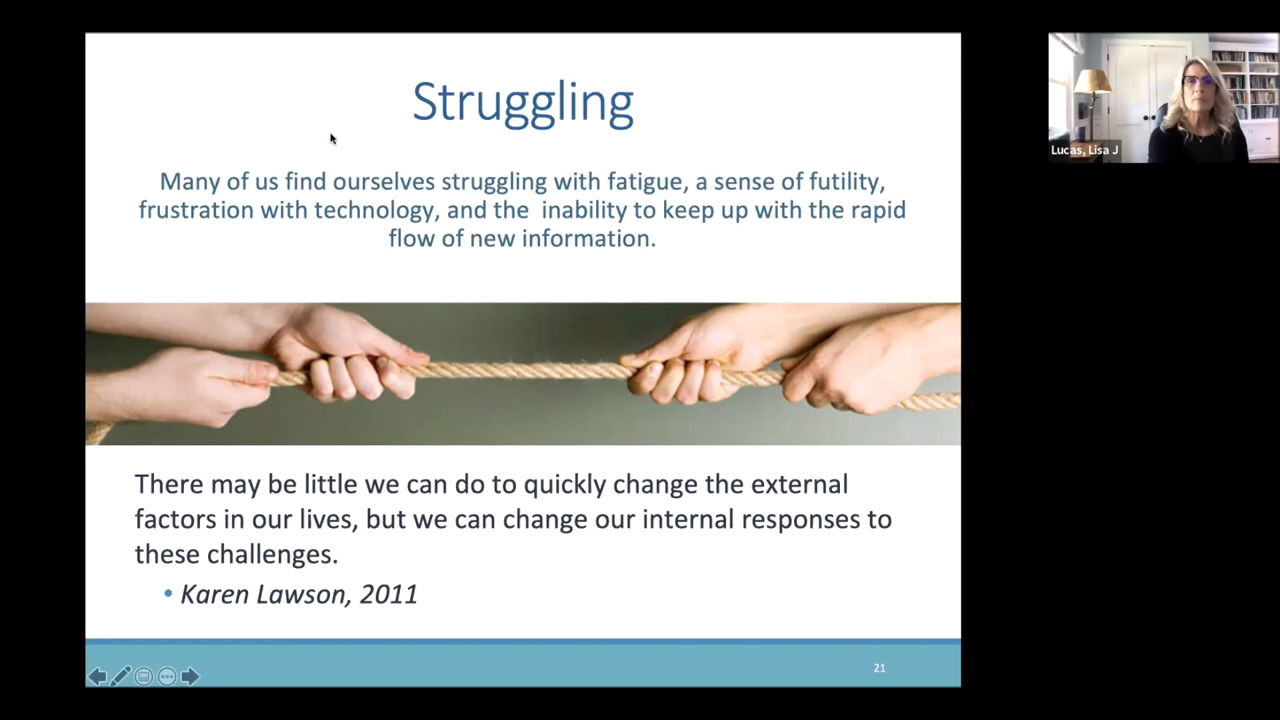 Struggling
Many of us find ourselves struggling with fatigue, a sense of futility,
frustration with technology, and the inability to keep up with the rapid
flow of new information.
There may be little we can do to quickly change the external
factors in our lives, but we can change our internal responses to
these challenges.
• Karen Lawson, 2011
21
Lucas, Lisa J